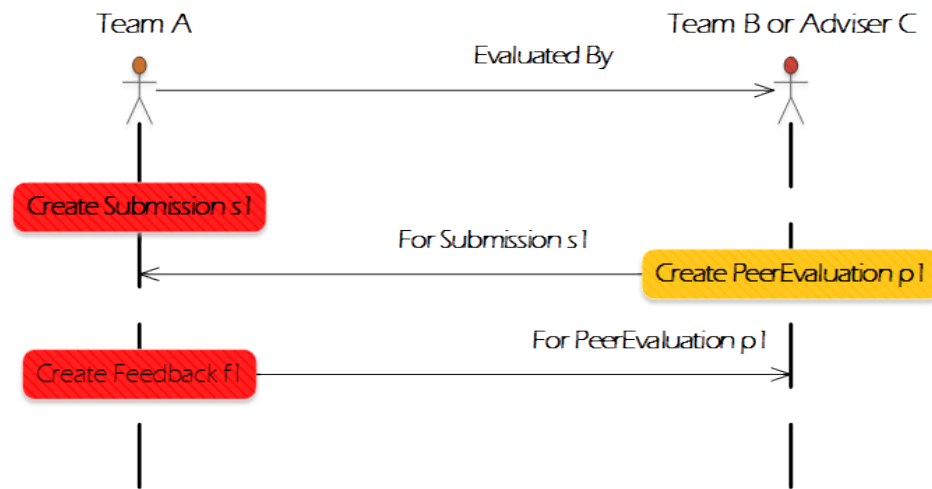 Team A
Team B or Adviser C
Evaluated By
Create Submission s1
For Submission s1
Create PeerEvaluation p1
For PeerEvaluation p1
Create Feedback f1